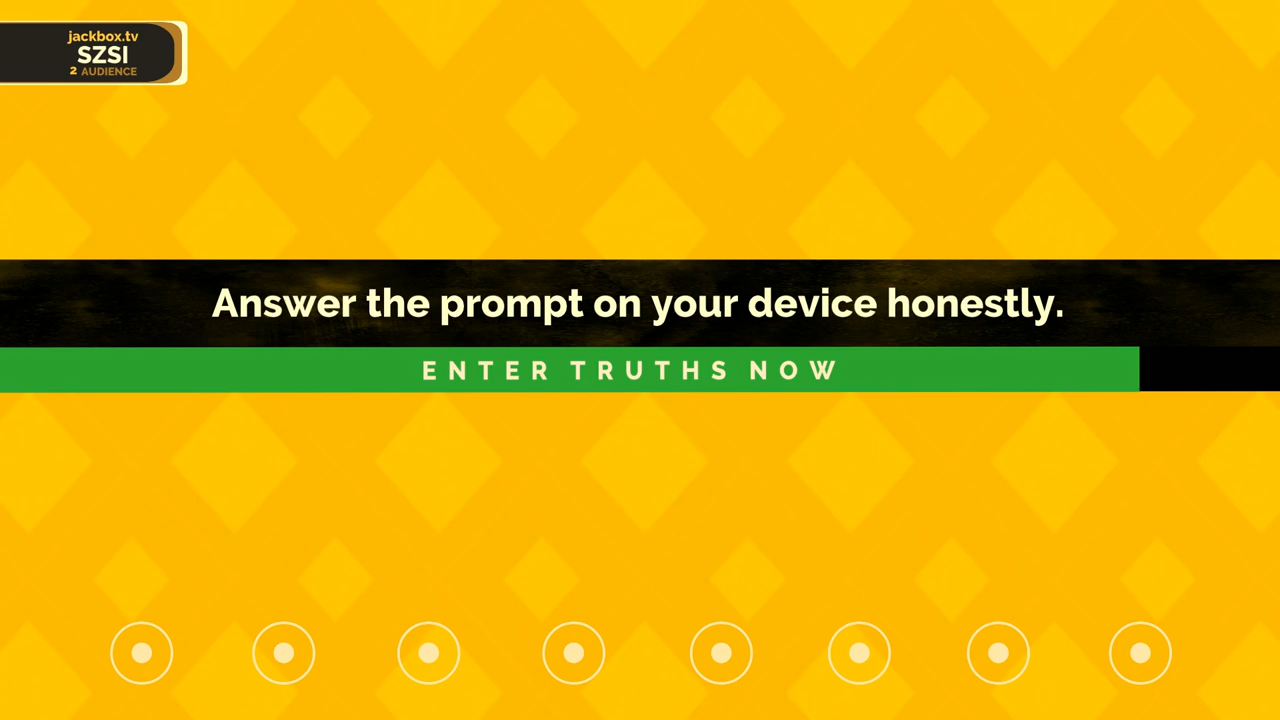 jackbox.tv
SZSI
2 AUDIENCE
Answer the prompt on your device honestly.
ENTER TRUTHS NOW